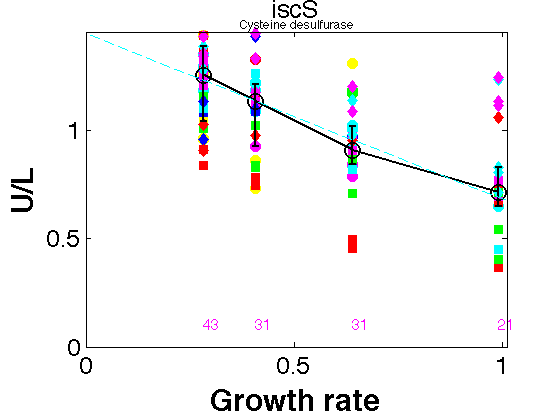 iscS
Cysteine desulfurase
U/L
1
0.5
0
43 31 31 21
0 0.5 1
Growth rate